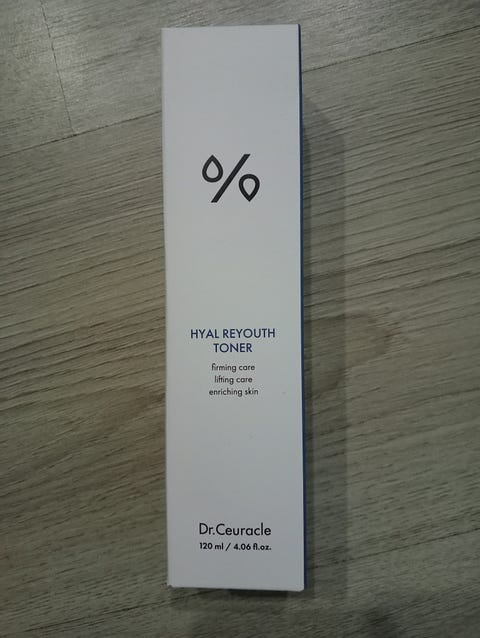 %
HYAL REYOUTH
TONER
firming care
lifting care
enriching skin
Dr.Ceuracle
120 ml / 4.06 fl.oz.